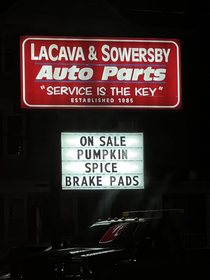 LACAVA & SOWERSBY
Auto Parts
"SERVICE IS THE KEY"
ESTABLISHED 1985
ON SALE
PUMPKIN
SPICE
BRAKE PADS